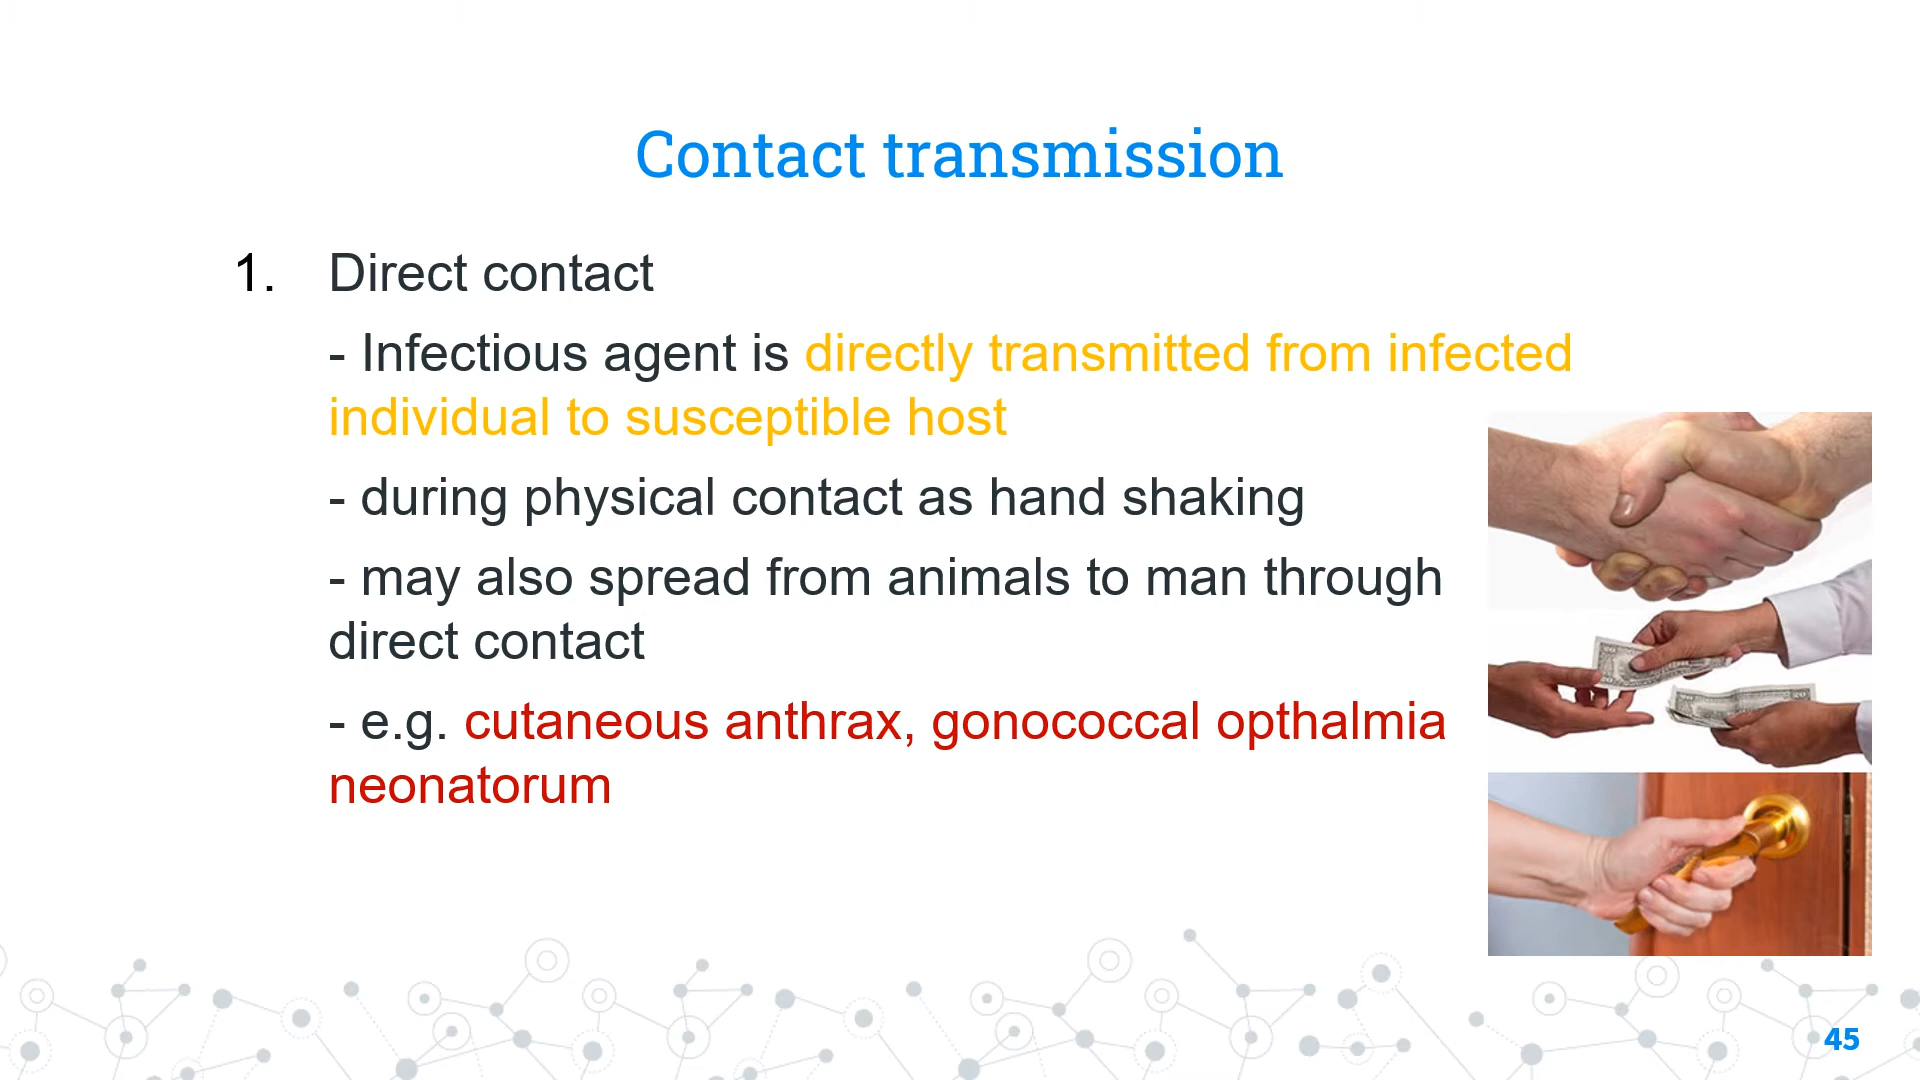 Contact transmission
1. Direct contact
- Infectious agent is directly transmitted from infected
individual to susceptible host
- during physical contact as hand shaking
- may also spread from animals to man through
direct contact
- e.g. cutaneous anthrax, gonococcal opthalmia
neonatorum
45